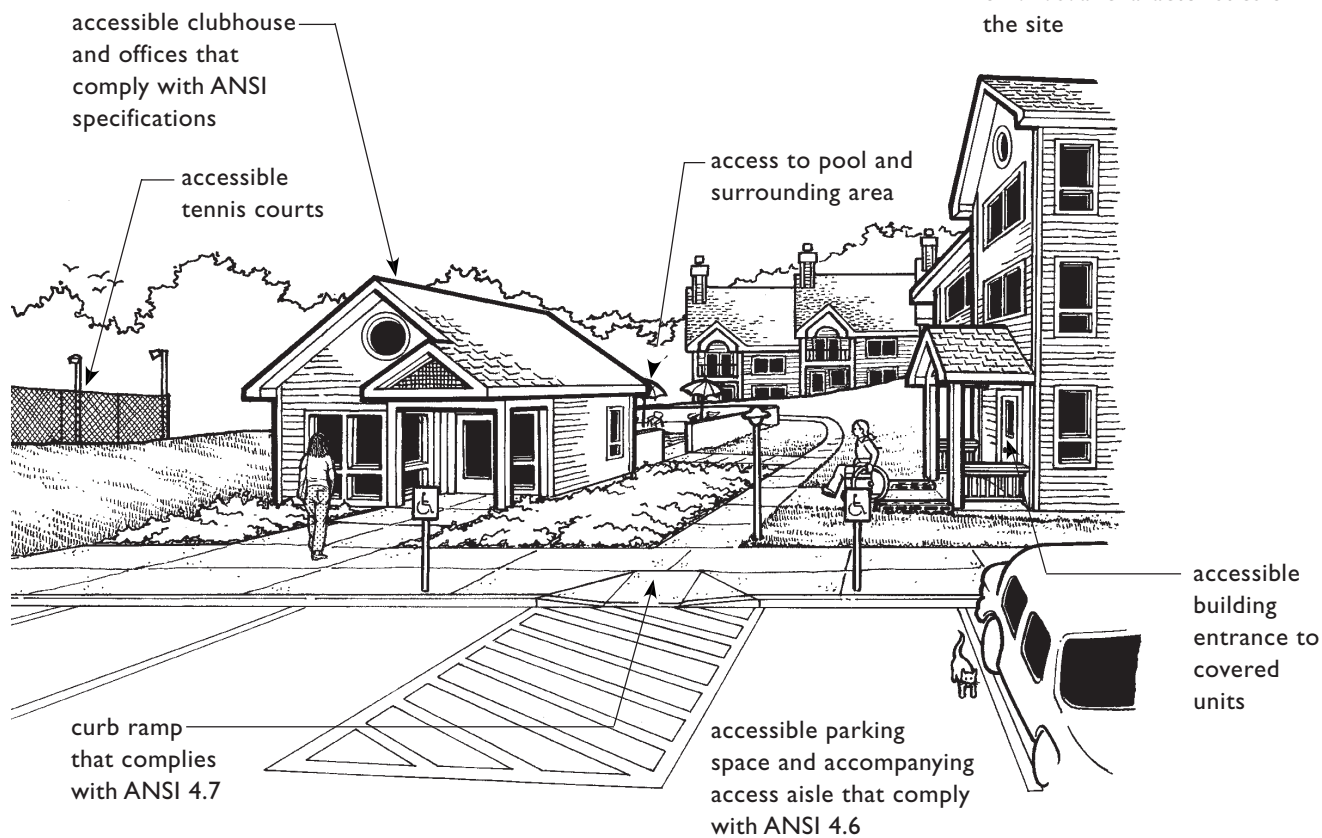 the site
accessible clubhouse
and offices that
comply with ANSI
specifications
accessible
tennis courts
access to pool and
surrounding area
accessible
building
entrance to
covered
units
curb ramp
that complies
with ANSI 4.7
accessible parking
space and accompanying
access aisle that comply
with ANSI 4.6